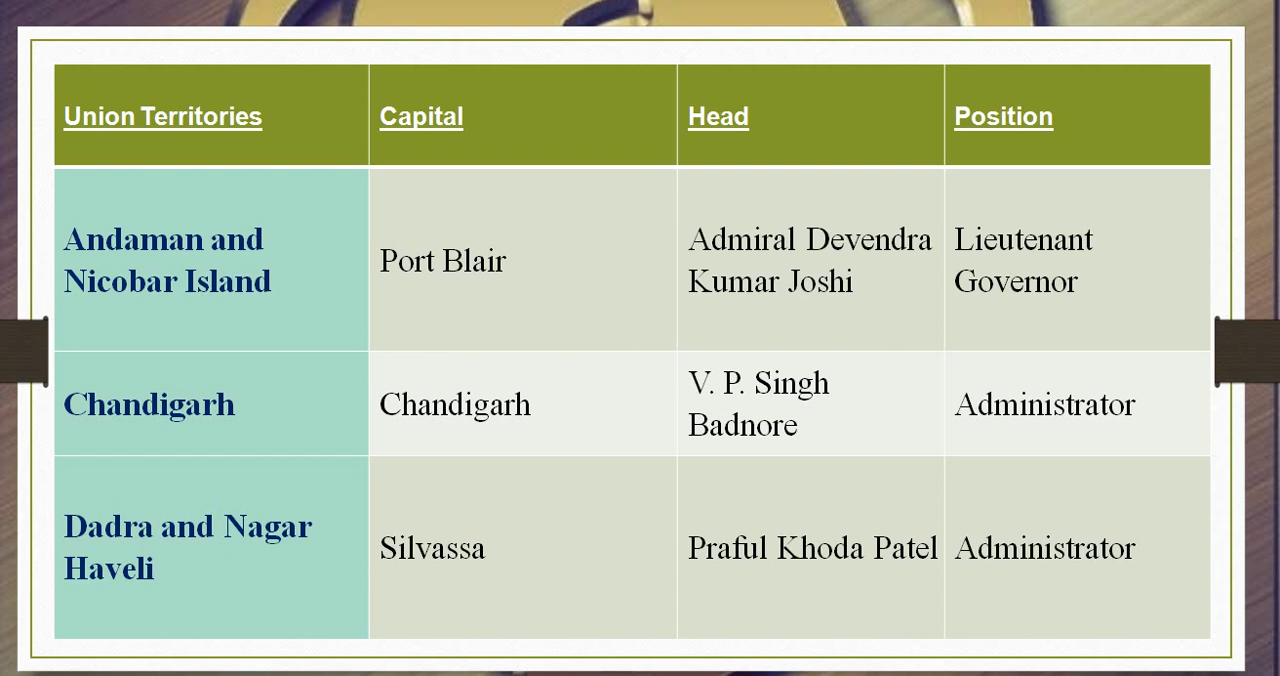 Union Territories
Capital
Head
Position
Andaman and
Nicobar Island
Port Blair
Admiral Devendra
Kumar Joshi
Lieutenant
Governor
Chandigarh
Chandigarh
V. P. Singh
Badnore
Administrator
Dadra and Nagar
Haveli
Silvassa
Praful Khoda Patel
Administrator